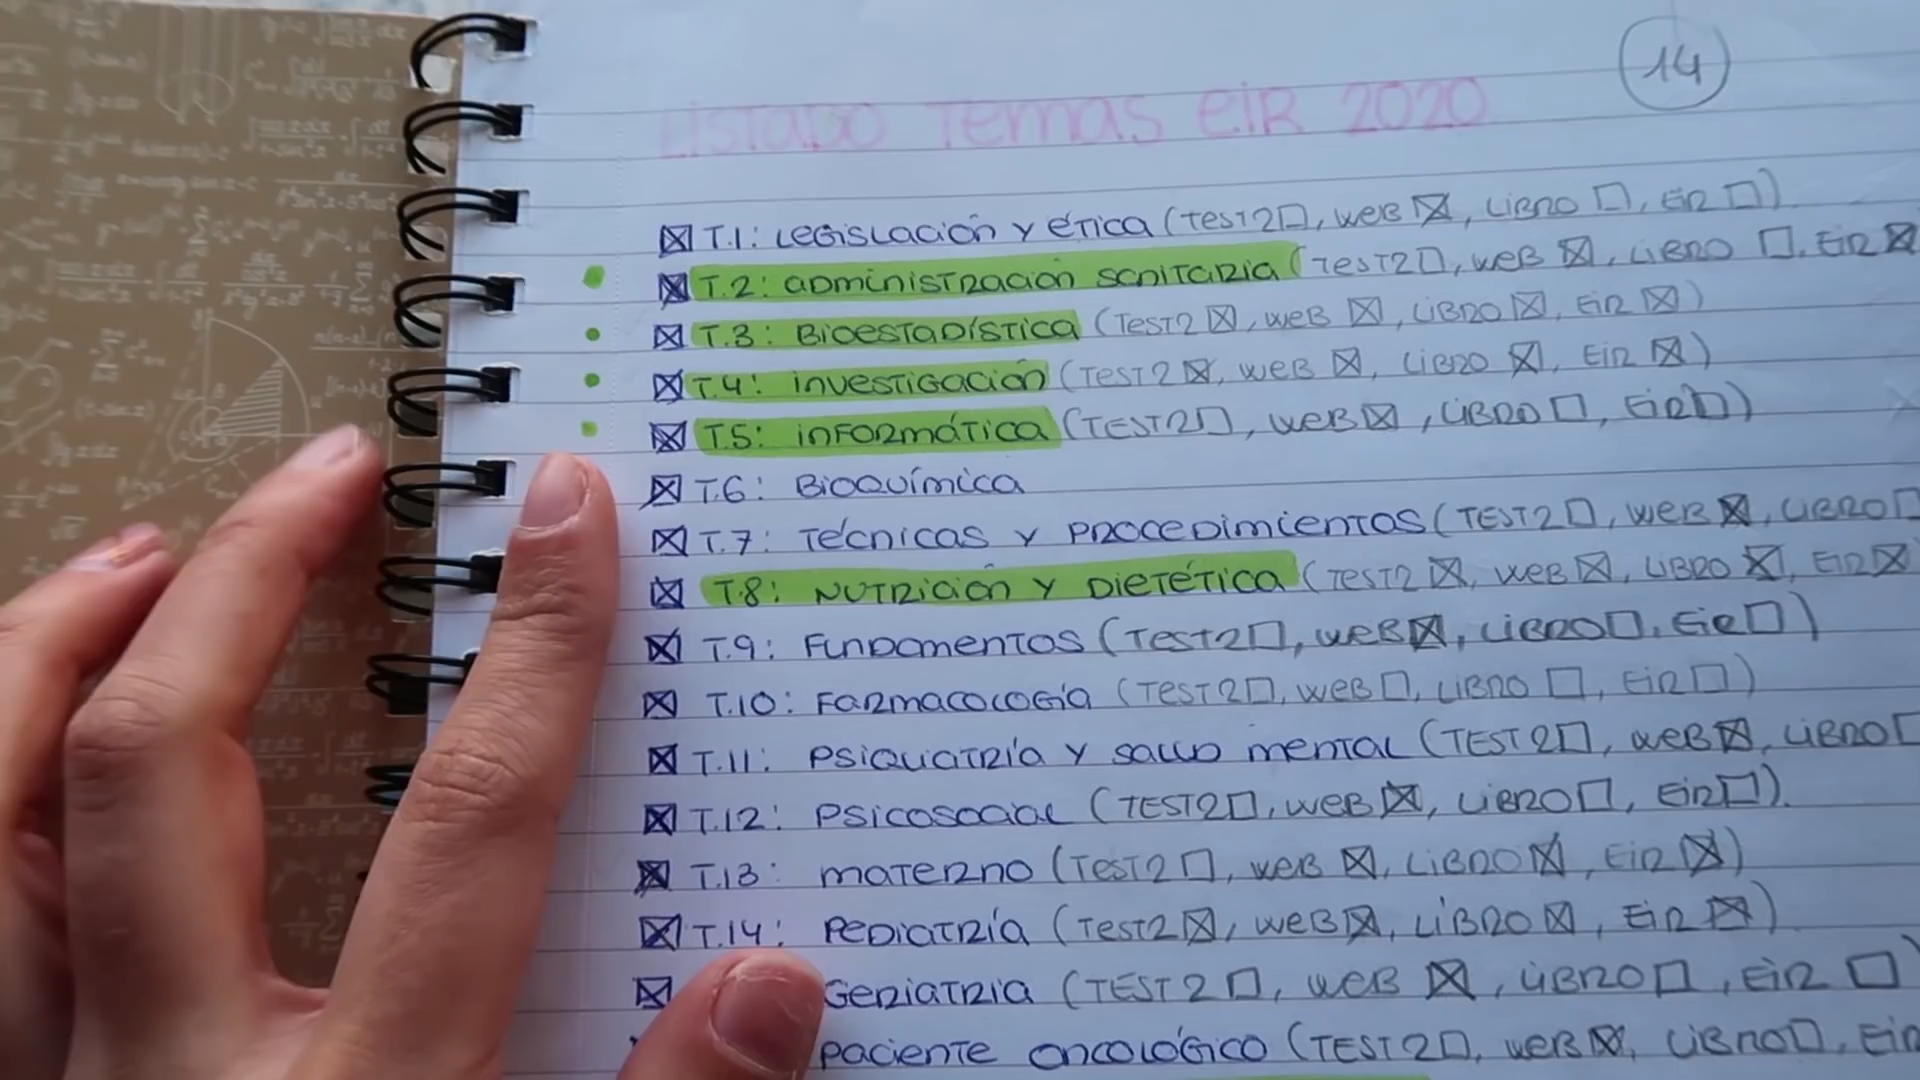 14
Listado Temas EIR 2020
☒ T.1: Legislación y ética (Test2 ☐, web ☒, Libro ☐, EIR ☐)
☒ T.2: administración sanitaria (Test2 ☐, web ☒, Libro ☐, EIR ☒
☒ T.3: Bioestadística (Test2 ☒, web ☒, Libro ☒, EIR ☒)
☒ T.4: investigación (Test2 ☒, web ☒, Libro ☒, EIR ☒)
☒ T.5: informática (Test2 ☐, web ☒, Libro ☐, EIR ☐)
☒ T.6: Bioquímica
☒ T.7: Técnicas y procedimientos (Test2 ☐, web ☒, Libro ☐
☒ T.8: Nutrición y Dietética (Test2 ☒, web ☒, Libro ☒, EIR ☒
☒ T.9: Fundamentos (Test2 ☐, web ☒, Libro ☐, EIR ☐)
☒ T.10: Farmacología (Test2 ☐, web ☐, Libro ☐, EIR ☐)
☒ T.11: Psiquiatría y salud mental (Test2 ☐, web ☒, Libro ☐
☒ T.12: Psicosocial (Test2 ☐, web ☒, Libro ☐, EIR ☐).
☒ T.13: materno (Test2 ☐, web ☒, Libro ☒, EIR ☒)
☒ T.14: Pediatría (Test2 ☒, web ☒, Libro ☒, EIR ☒)
☒ Geriatria (Test2 ☐, web ☒, Libro ☐, EIR ☐)
paciente oncológico (Test2 ☐, web ☒, Libro ☐, EIR